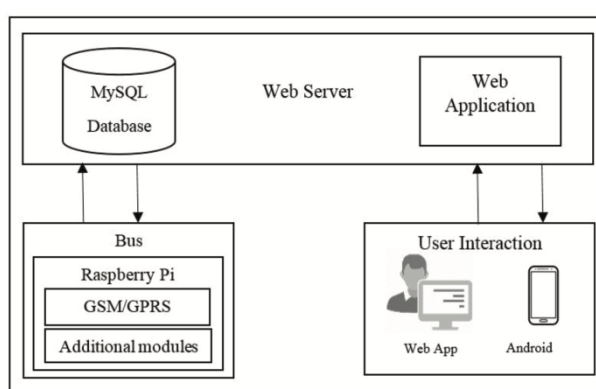 MySQL
Database
Web Server
Web
Application
Bus
Raspberry Pi
GSM/GPRS
Additional modules
User Interaction
Web App
Android